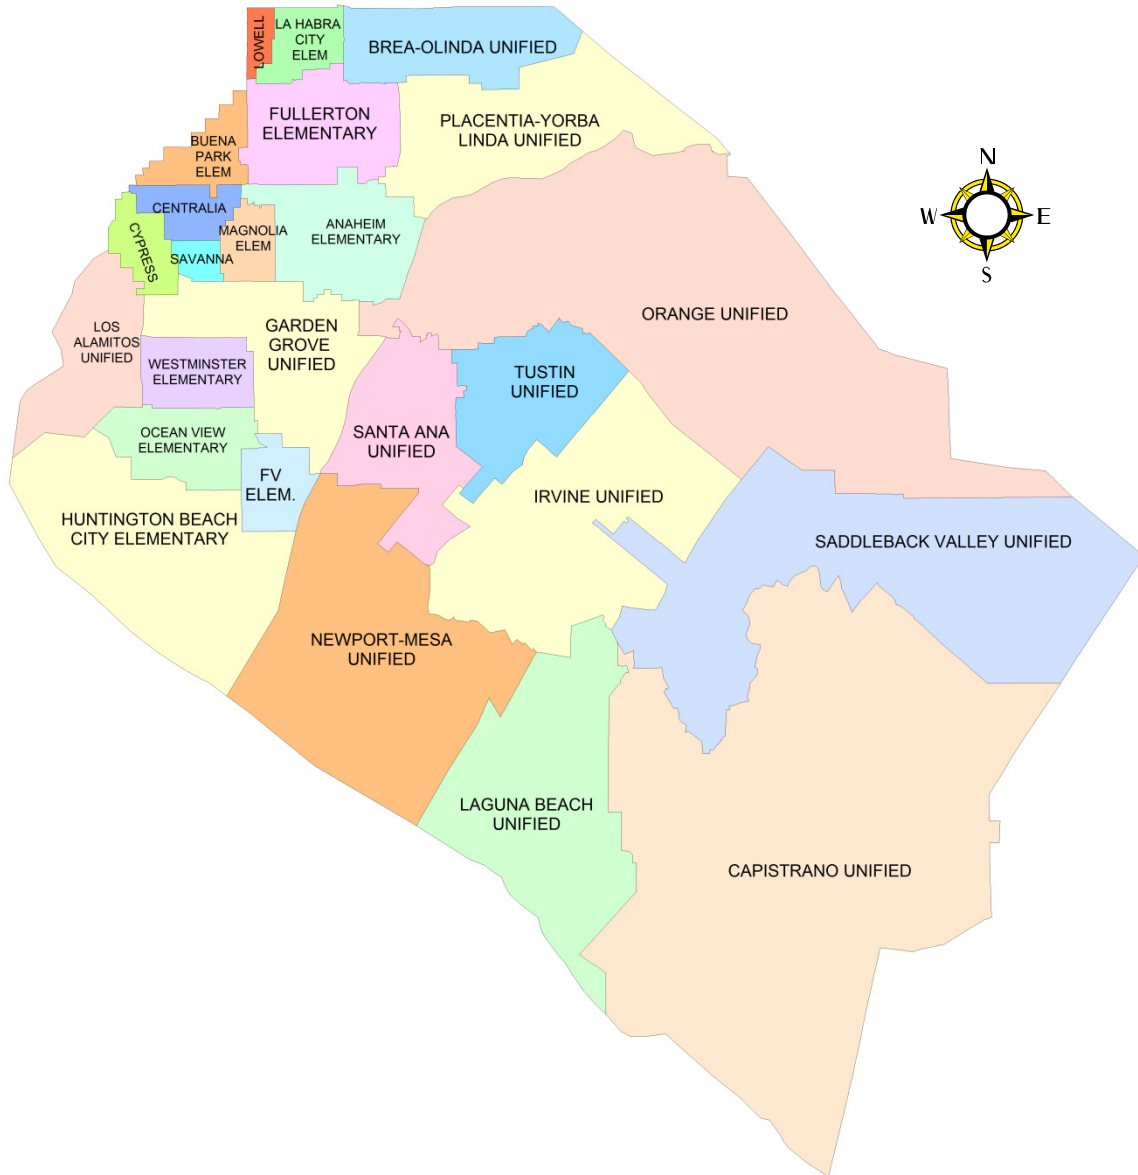 LOWELL
LA HABRA
CITY
ELEM
BREA-OLINDA UNIFIED
FULLERTON
ELEMENTARY
PLACENTIA-YORBA
LINDA UNIFIED
BUENA
PARK
ELEM
N
W
E
S
CENTRALIA
CYPRESS
MAGNOLIA
ELEM
ANAHEIM
ELEMENTARY
SAVANNA
ORANGE UNIFIED
LOS
ALAMITOS
UNIFIED
GARDEN
GROVE
UNIFIED
WESTMINSTER
ELEMENTARY
TUSTIN
UNIFIED
OCEAN VIEW
ELEMENTARY
SANTA ANA
UNIFIED
FV
ELEM.
IRVINE UNIFIED
HUNTINGTON BEACH
CITY ELEMENTARY
SADDLEBACK VALLEY UNIFIED
NEWPORT-MESA
UNIFIED
LAGUNA BEACH
UNIFIED
CAPISTRANO UNIFIED